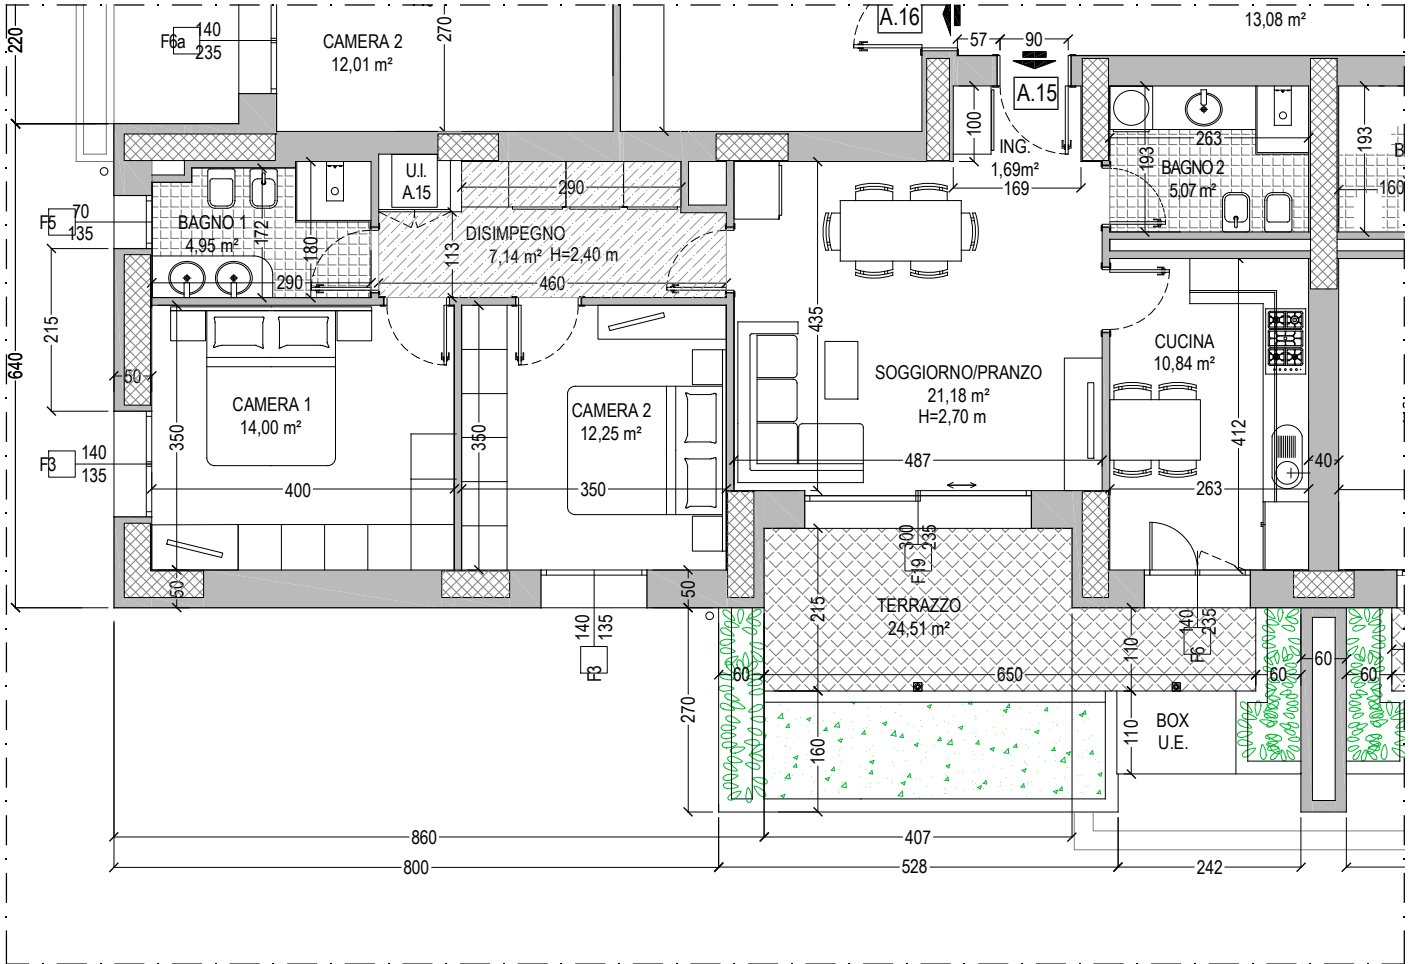 220
F6a
140
235
CAMERA 2
12,01 m²
270
A.16
57
90
13,08 m²
A.15
100
ING.
1,69m²
169
263
193
BAGNO 2
5,07 m²
193
B
160
U.I.
A.15
290
F5
70
135
BAGNO 1
4,95 m²
172
180
290
DISIMPEGNO
7,14 m² H=2,40 m
113
460
640
215
50
435
CUCINA
10,84 m²
SOGGIORNO/PRANZO
21,18 m²
H=2,70 m
CAMERA 1
14,00 m²
CAMERA 2
12,25 m²
350
350
412
F3
140
135
400
350
487
263
40
300
235
F19
50
50
TERRAZZO
24,51 m²
215
140
135
F3
140
235
F6
110
60
650
60
60
60
270
160
110
BOX
U.E.
860
407
800
528
242